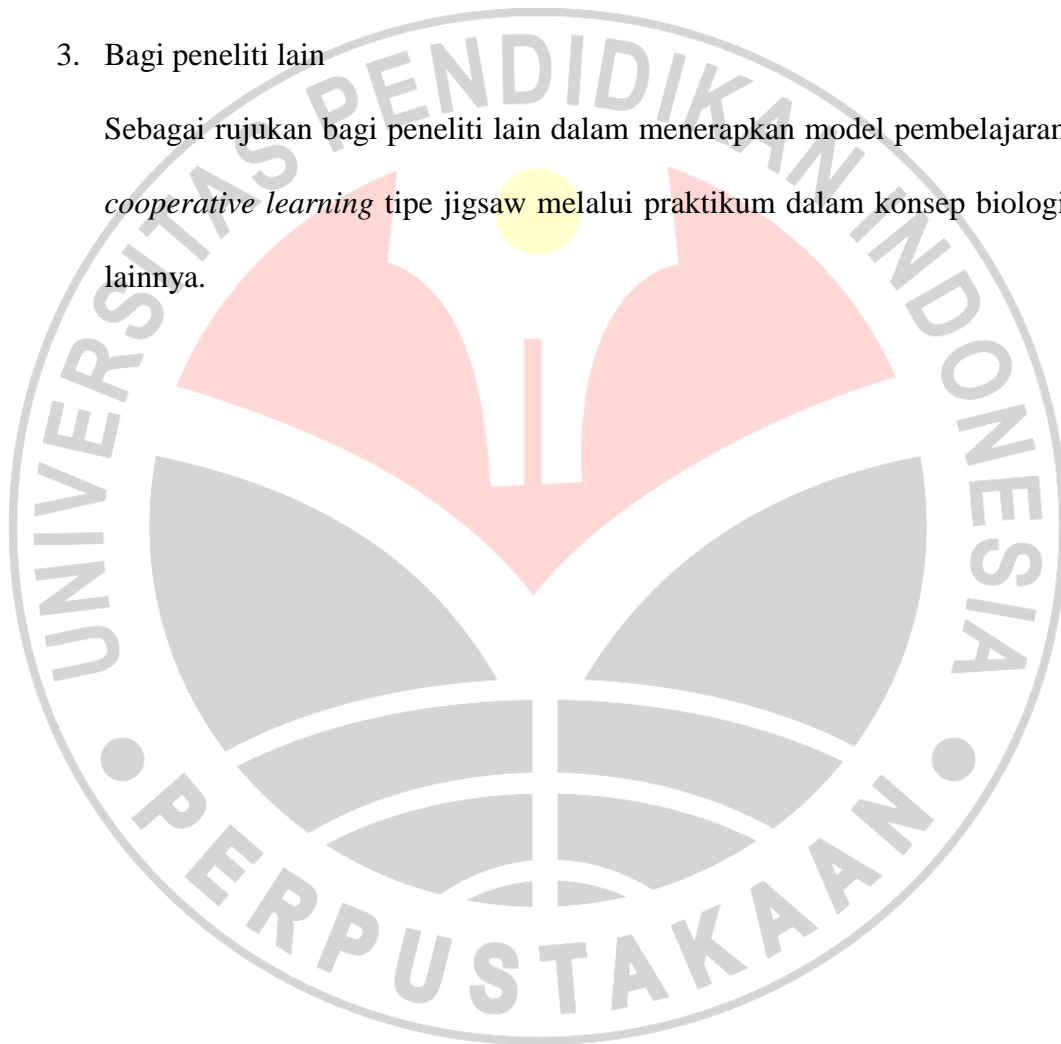 3. Bagi peneliti lain
Sebagai rujukan bagi peneliti lain dalam menerapkan model pembelajaran
cooperative learning tipe jigsaw melalui praktikum dalam konsep biologi
lainnya.
UNIVERSITAS PENDIDIKAN INDONESIA
PERPUSTAKAAN